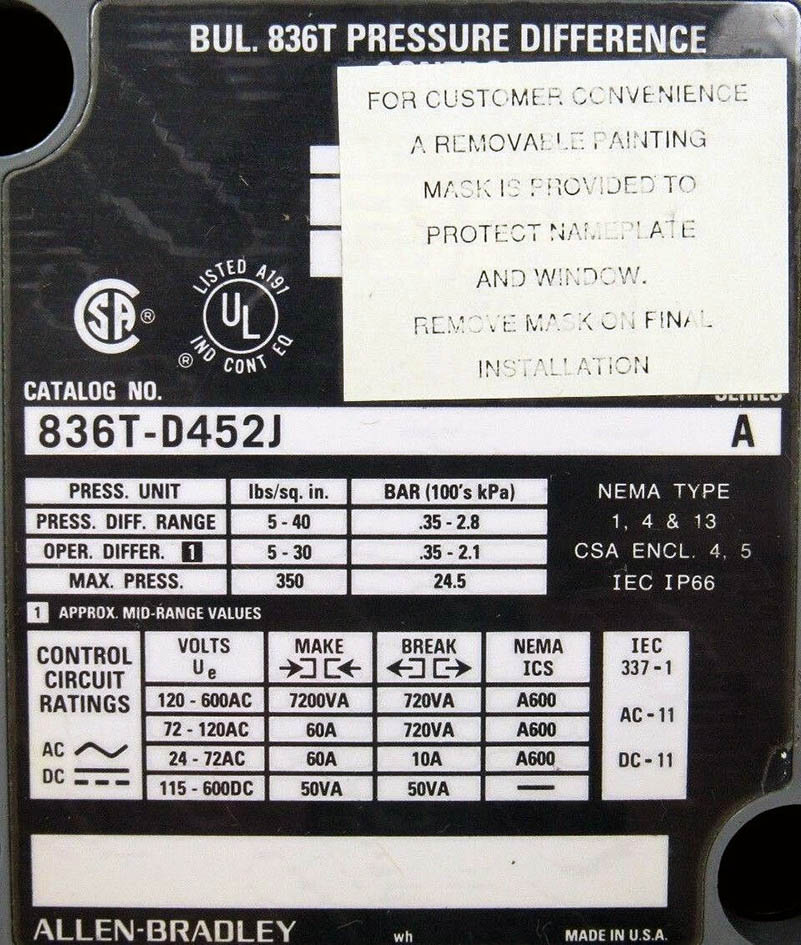 BUL. 836T PRESSURE DIFFERENCE
FOR CUSTOMER CONVENIENCE
A REMOVABLE PAINTING
MASK IS PROVIDED TO
PROTECT NAMEPLATE
AND WINDOW.
REMOVE MASK ON FINAL
INSTALLATION
SA ®
LISTED A191
UL
® IND CONT EQ
CATALOG NO. SERIES
836T-D452J A
PRESS. UNIT lbs/sq. in. BAR (100's kPa)
PRESS. DIFF. RANGE 5 - 40 .35 - 2.8
OPER. DIFFER. 1 5 - 30 .35 - 2.1
MAX. PRESS. 350 24.5
NEMA TYPE
1, 4 & 13
CSA ENCL. 4, 5
IEC IP66
1 APPROX. MID-RANGE VALUES
CONTROL
CIRCUIT
RATINGS
AC
DC
VOLTS Ue MAKE BREAK NEMA ICS
120 - 600AC 7200VA 720VA A600
72 - 120AC 60A 720VA A600
24 - 72AC 60A 10A A600
115 - 600DC 50VA 50VA —
IEC
337-1
AC-11
DC-11
ALLEN-BRADLEY wh MADE IN U.S.A.